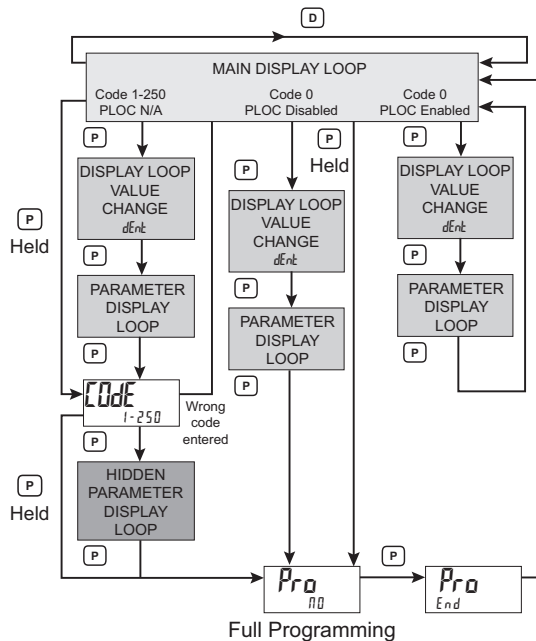 D
MAIN DISPLAY LOOP
Code 1-250
PLOC N/A
Code 0
PLOC Disabled
Code 0
PLOC Enabled
P
P
P
Held
P
DISPLAY LOOP
VALUE
CHANGE
dEnt
DISPLAY LOOP
VALUE
CHANGE
dEnt
DISPLAY LOOP
VALUE
CHANGE
dEnt
P
Held
P
P
P
PARAMETER
DISPLAY
LOOP
PARAMETER
DISPLAY
LOOP
PARAMETER
DISPLAY
LOOP
P
P
P
COdE
1-250
Wrong
code
entered
P
P
Held
HIDDEN
PARAMETER
DISPLAY
LOOP
P
Pro
NO
P
Pro
End
Full Programming